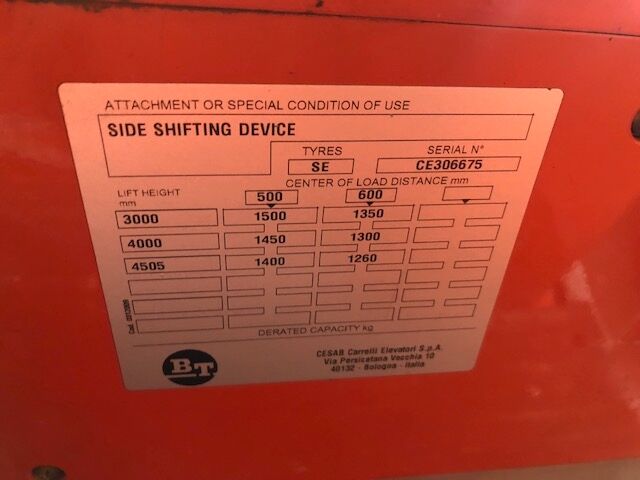 ATTACHMENT OR SPECIAL CONDITION OF USE
SIDE SHIFTING DEVICE
TYRES SERIAL N°
SE CE306675
LIFT HEIGHT mm CENTER OF LOAD DISTANCE mm
500 600
3000 1500 1350
4000 1450 1300
4505 1400 1260
DERATED CAPACITY kg
BT
CESAB Carrelli Elevatori S.p.A.
Via Persicetana Vecchia 10
40132 - Bologna - Italia